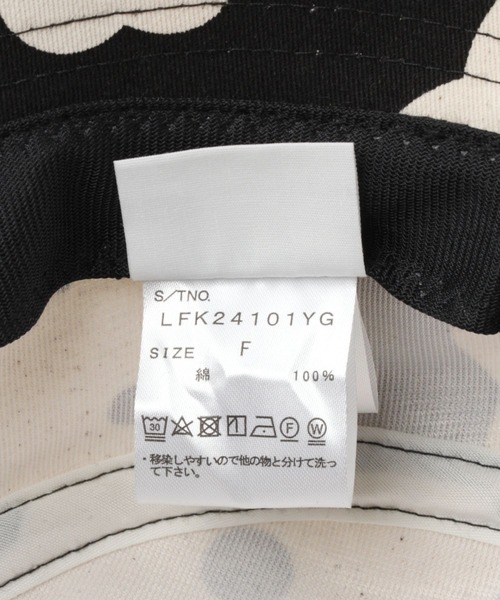 S/TNO.
LFK24101YG
SIZE F
綿 100%
30 F W
・移染しやすいので他の物と分けて洗っ
て下さい。